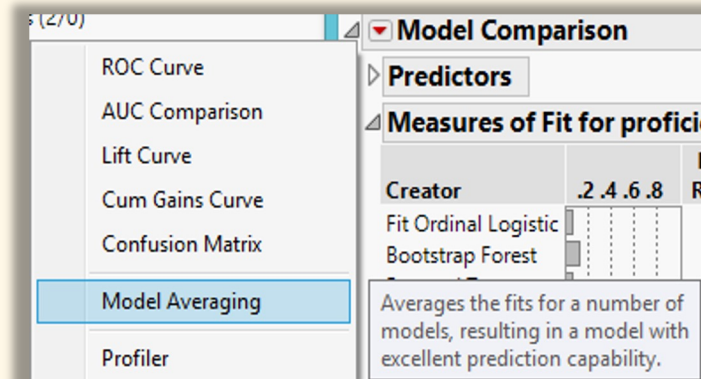 (2/0)
ROC Curve
AUC Comparison
Lift Curve
Cum Gains Curve
Confusion Matrix
Model Averaging
Profiler
Model Comparison
Predictors
Measures of Fit for
Creator .2 .4 .6 .8
Fit Ordinal Logistic
Bootstrap Forest
Averages the fits for a number of
models, resulting in a model with
excellent prediction capability.